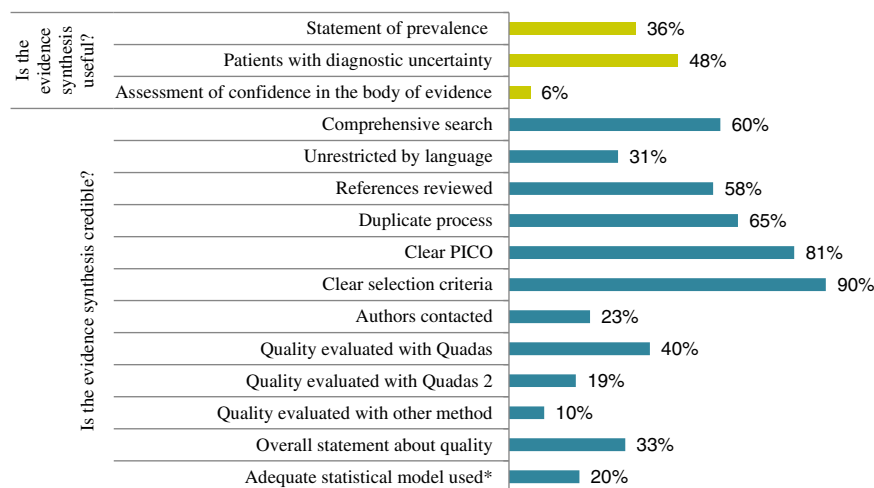 Is the
evidence
synthesis
useful?
Statement of prevalence 36%
Patients with diagnostic uncertainty 48%
Assessment of confidence in the body of evidence 6%
Is the evidence synthesis credible?
Comprehensive search 60%
Unrestricted by language 31%
References reviewed 58%
Duplicate process 65%
Clear PICO 81%
Clear selection criteria 90%
Authors contacted 23%
Quality evaluated with Quadas 40%
Quality evaluated with Quadas 2 19%
Quality evaluated with other method 10%
Overall statement about quality 33%
Adequate statistical model used* 20%